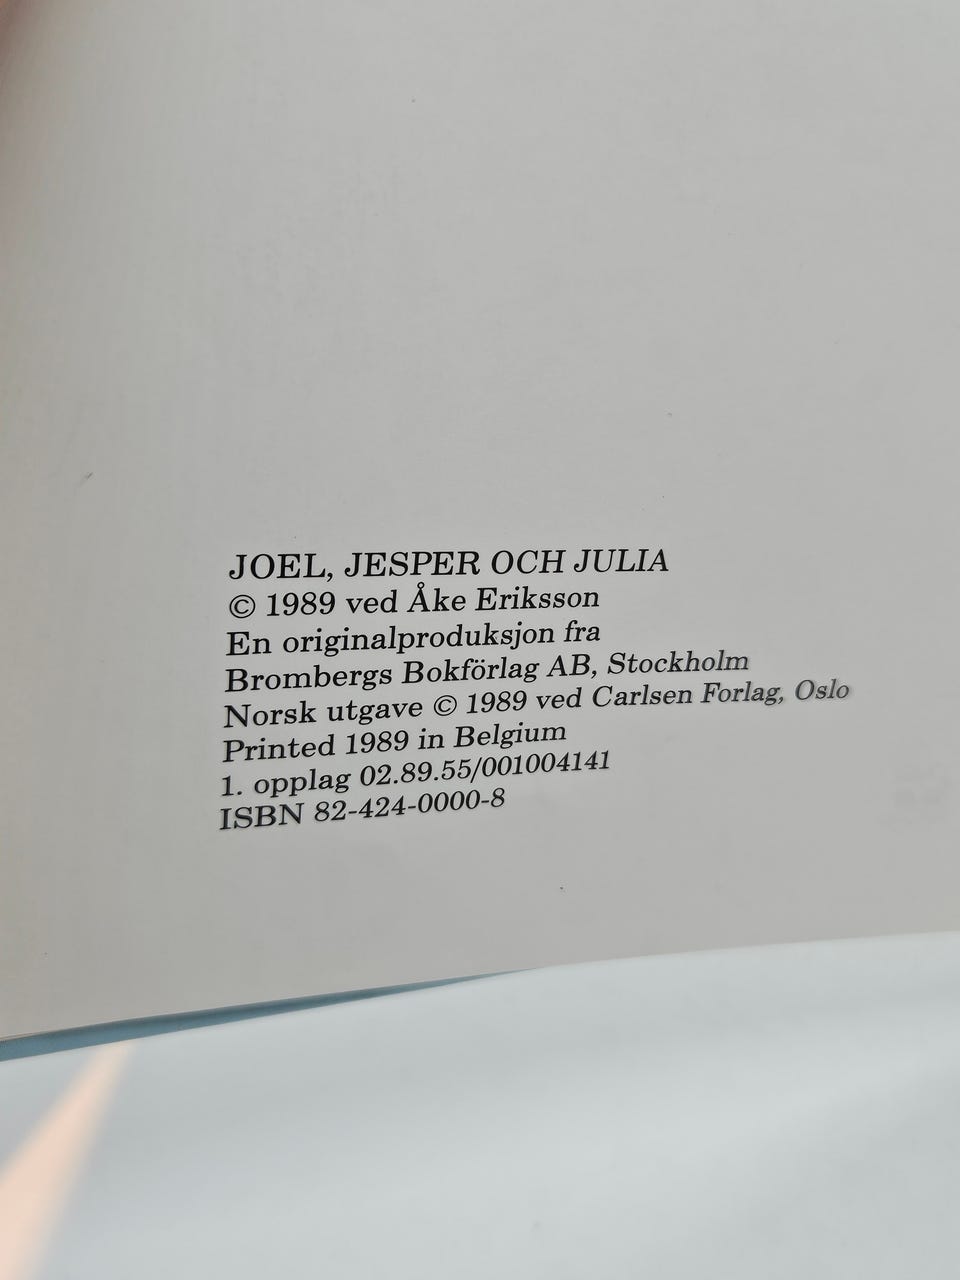 JOEL, JESPER OCH JULIA
© 1989 ved Åke Eriksson
En originalproduksjon fra
Brombergs Bokförlag AB, Stockholm
Norsk utgave © 1989 ved Carlsen Forlag, Oslo
Printed 1989 in Belgium
1. opplag 02.89.55/001004141
ISBN 82-424-0000-8